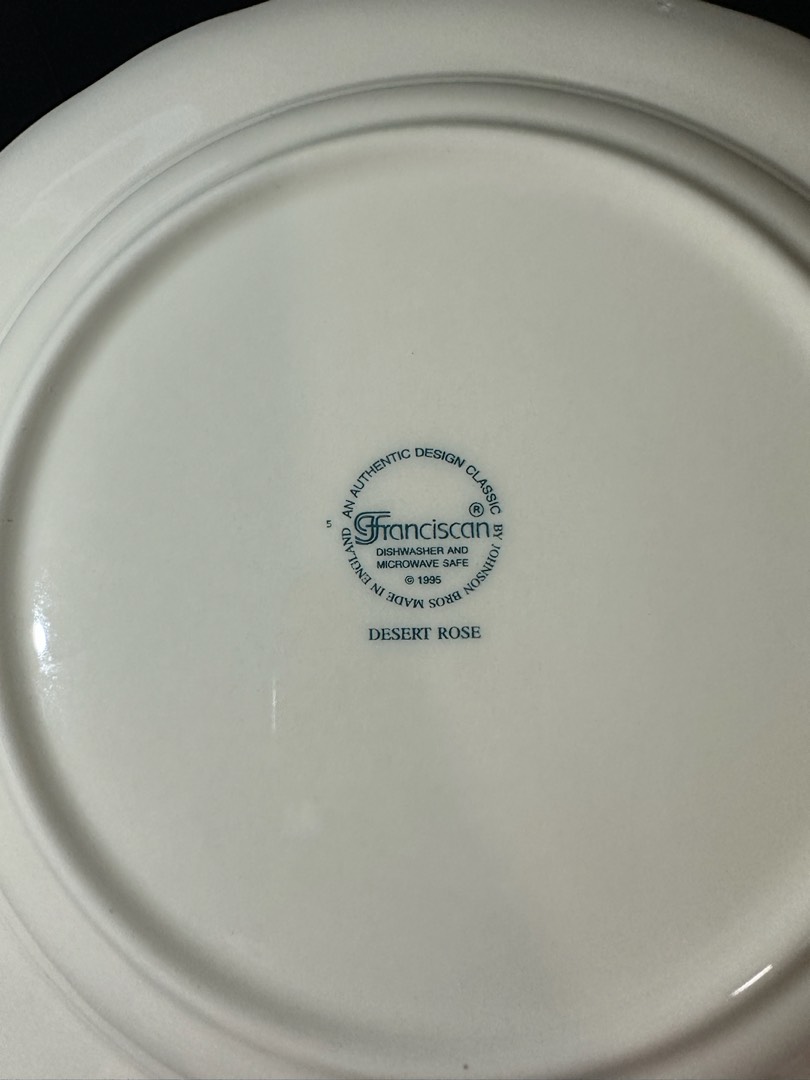 AN AUTHENTIC DESIGN CLASSIC BY JOHNSON BROS MADE IN ENGLAND
5
Franciscan®
DISHWASHER AND
MICROWAVE SAFE
© 1995
DESERT ROSE